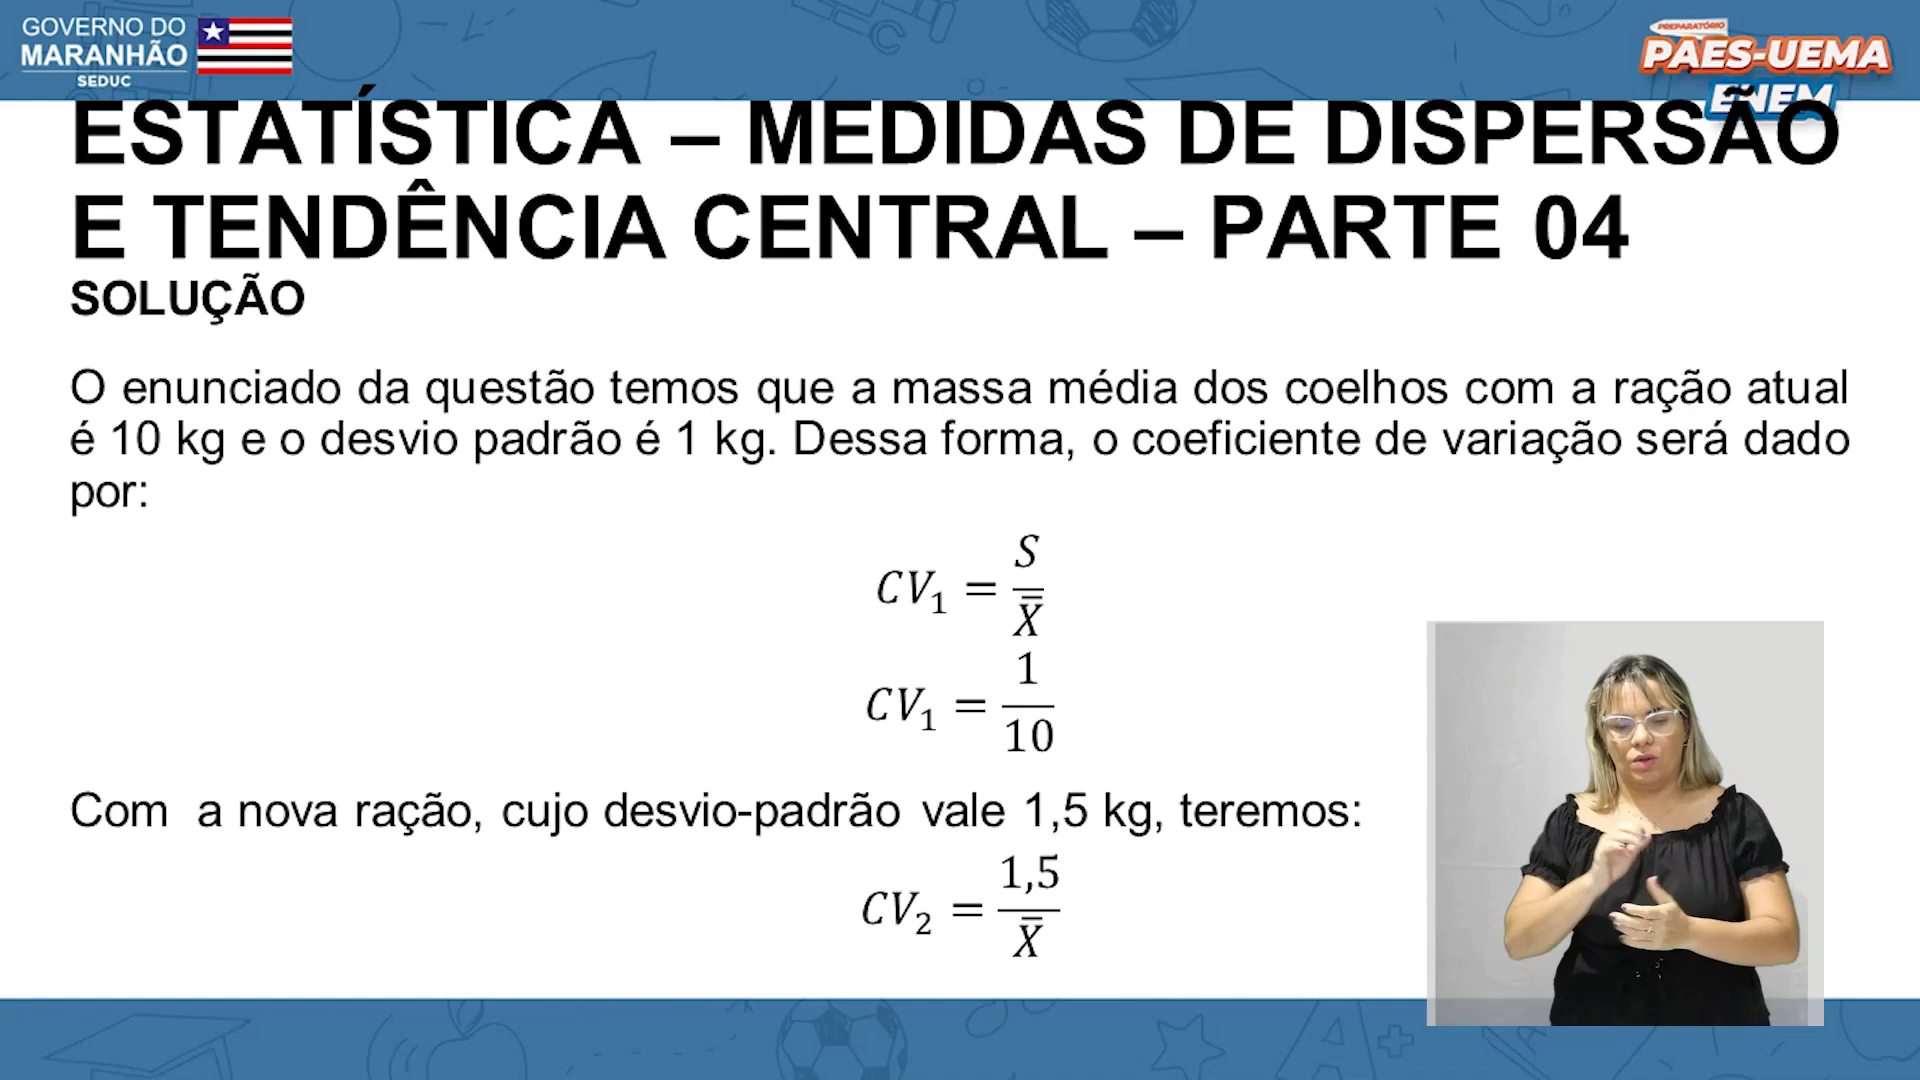 GOVERNO DO
MARANHÃO
SEDUC
PREPARATÓRIO
PAES-UEMA
ENEM
ESTATÍSTICA – MEDIDAS DE DISPERSÃO
E TENDÊNCIA CENTRAL – PARTE 04
SOLUÇÃO
O enunciado da questão temos que a massa média dos coelhos com a ração atual
é 10 kg e o desvio padrão é 1 kg. Dessa forma, o coeficiente de variação será dado
por:
CV₁ = S/X̅
CV₁ = 1/10
Com a nova ração, cujo desvio-padrão vale 1,5 kg, teremos:
CV₂ = 1,5/X̅